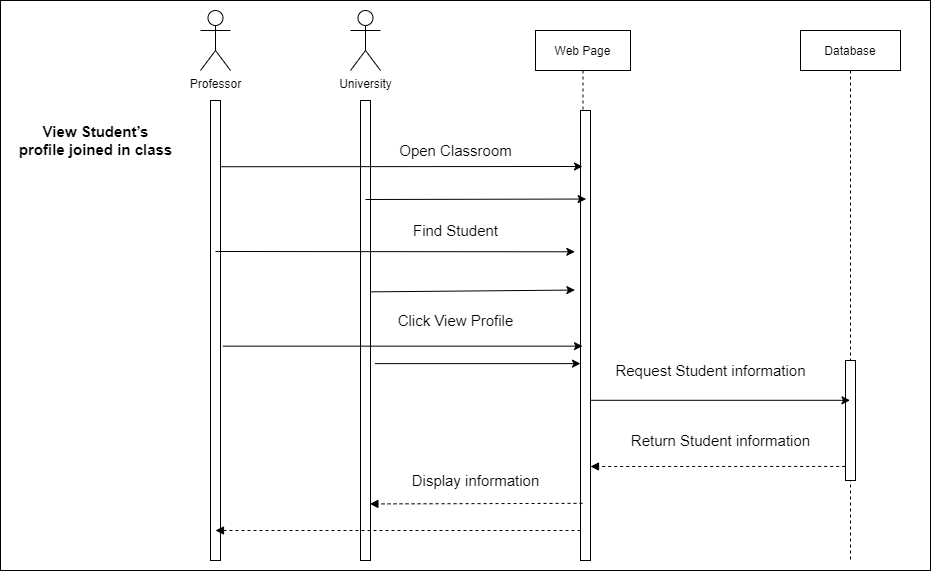 Professor
University
Web Page
Database
View Student's
profile joined in class
Open Classroom
Find Student
Click View Profile
Request Student information
Return Student information
Display information